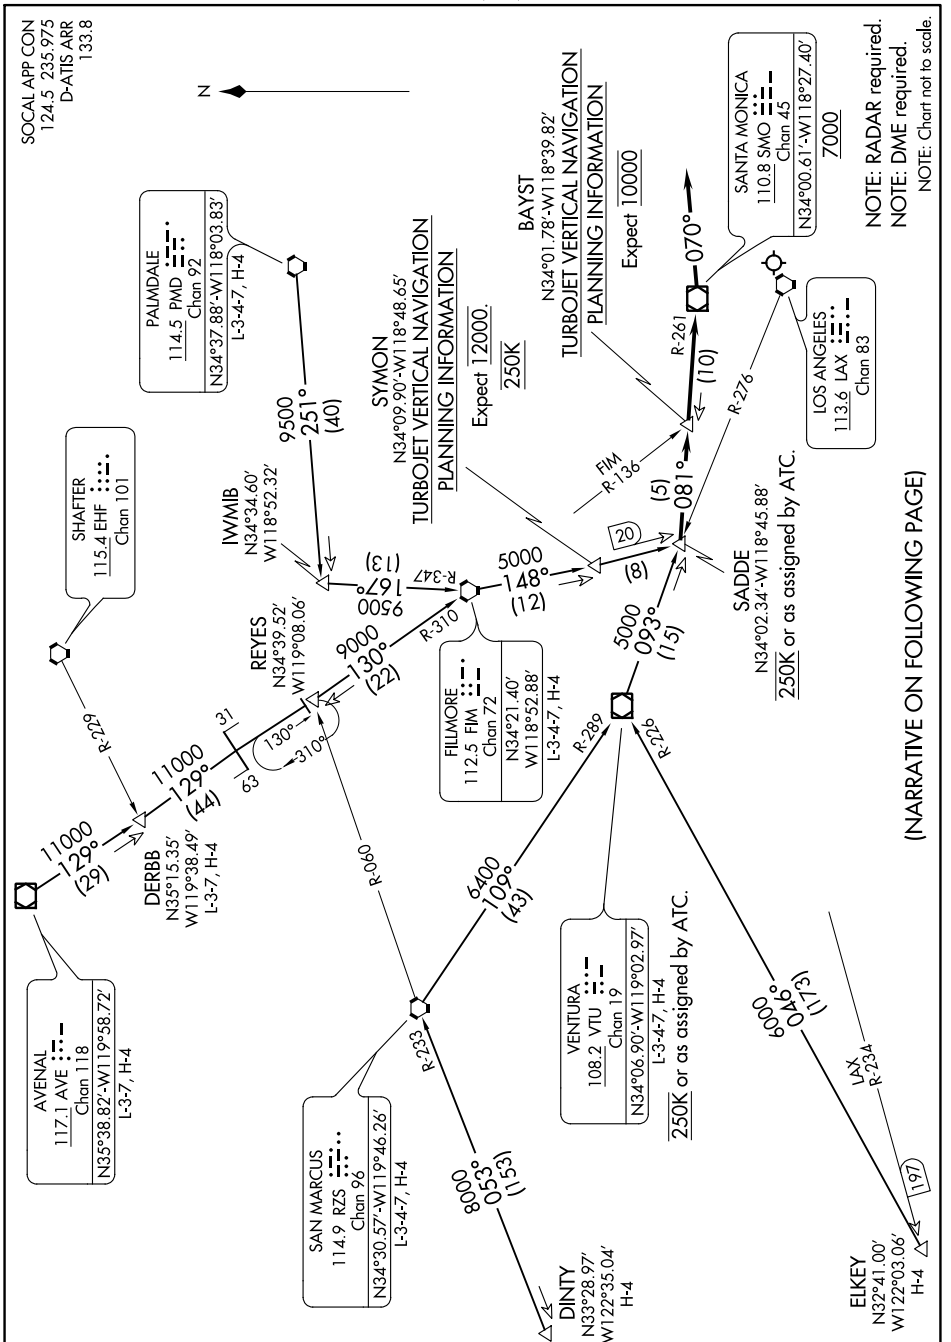 SOCAL APP CON
124.5 235.975
D-ATIS ARR
133.8
N
AVENAL
117.1 AVE
Chan 118
N35°38.82'-W119°58.72'
L-3-7, H-4
11000
129°
(29)
DERBB
N35°15.35'
W119°38.49'
L-3-7, H-4
SHAFTER
115.4 EHF
Chan 101
R-229
11000
129°
(44)
63
31
130°
310°
REYES
N34°39.52'
W119°08.06'
PALMDALE
114.5 PMD
Chan 92
N34°37.88'-W118°03.83'
L-3-4-7, H-4
9500
251°
(40)
IWMIB
N34°34.60'
W118°52.32'
9500
167°
(13)
R-347
9000
130°
(22)
R-310
FILLMORE
112.5 FIM
Chan 72
N34°21.40'
W118°52.88'
L-3-4-7, H-4
5000
148°
(12)
SYMON
N34°09.90'-W118°48.65'
TURBOJET VERTICAL NAVIGATION
PLANNING INFORMATION
Expect 12000.
250K
20
(8)
BAYST
N34°01.78'-W118°39.82'
TURBOJET VERTICAL NAVIGATION
PLANNING INFORMATION
Expect 10000
FIM
R-136
(5)
081°
R-261
(10)
070°
SANTA MONICA
110.8 SMO
Chan 45
N34°00.61'-W118°27.40'
7000
LOS ANGELES
113.6 LAX
Chan 83
R-276
SADDE
N34°02.34'-W118°45.88'
250K or as assigned by ATC.
5000
093°
(15)
SAN MARCUS
114.9 RZS
Chan 96
N34°30.57'-W119°46.26'
L-3-4-7, H-4
R-060
R-233
6400
109°
(43)
R-289
R-226
VENTURA
108.2 VTU
Chan 19
N34°06.90'-W119°02.97'
L-3-4-7, H-4
250K or as assigned by ATC.
8000
053°
(153)
DINTY
N33°28.97'
W122°35.04'
H-4
6000
046°
(173)
LAX
R-234
197
ELKEY
N32°41.00'
W122°03.06'
H-4
NOTE: RADAR required.
NOTE: DME required.
NOTE: Chart not to scale.
(NARRATIVE ON FOLLOWING PAGE)